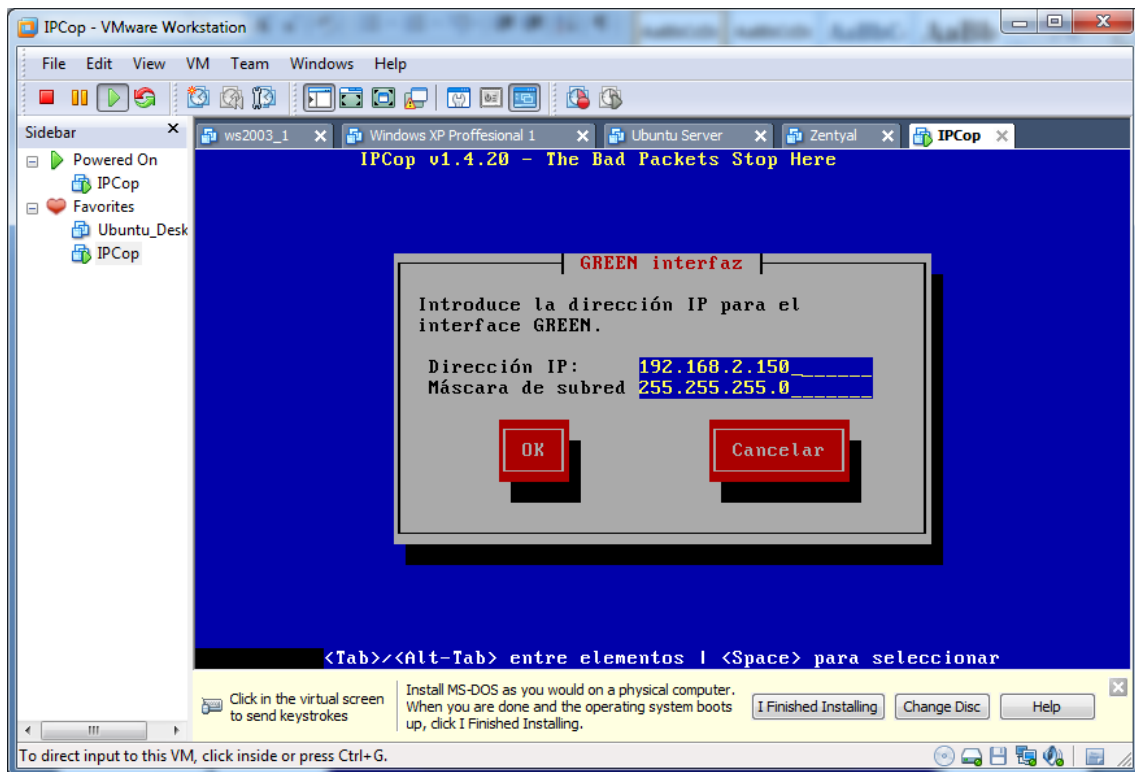 IPCop - VMware Workstation
File Edit View VM Team Windows Help
Sidebar
Powered On
IPCop
Favorites
Ubuntu_Desk
IPCop
ws2003_1
Windows XP Proffesional 1
Ubuntu Server
Zentyal
IPCop
IPCop v1.4.20 - The Bad Packets Stop Here
GREEN interfaz
Introduce la dirección IP para el
interface GREEN.
Dirección IP: 192.168.2.150
Máscara de subred 255.255.255.0
OK Cancelar
<Tab>/<Alt-Tab> entre elementos | <Space> para seleccionar
Click in the virtual screen
to send keystrokes
Install MS-DOS as you would on a physical computer.
When you are done and the operating system boots
up, click I Finished Installing.
I Finished Installing
Change Disc
Help
To direct input to this VM, click inside or press Ctrl+G.